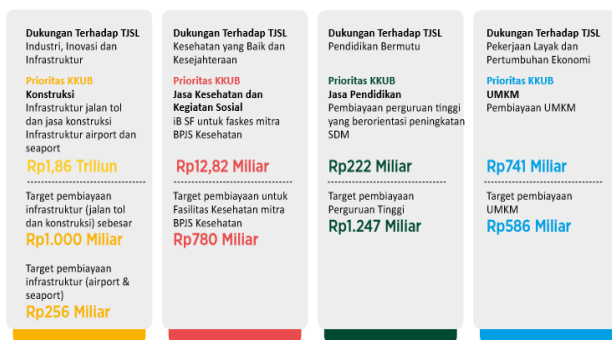 Dukungan Terhadap TJSL
Industri, Inovasi dan
Infrastruktur
Prioritas KKUB
Konstruksi
Infrastruktur jalan tol
dan jasa konstruksi
Infrastruktur airport dan
seaport
Rp1,86 Triliun
Target pembiayaan
infrastruktur (jalan tol
dan konstruksi) sebesar
Rp1.000 Miliar
Target pembiayaan
infrastruktur (airport &
seaport)
Rp256 Miliar
Dukungan Terhadap TJSL
Kesehatan yang Baik dan
Kesejahteraan
Prioritas KKUB
Jasa Kesehatan dan
Kegiatan Sosial
iB SF untuk faskes mitra
BPJS Kesehatan
Rp12,82 Miliar
Target pembiayaan untuk
Fasilitas Kesehatan mitra
BPJS Kesehatan
Rp780 Miliar
Dukungan Terhadap TJSL
Pendidikan Bermutu
Prioritas KKUB
Jasa Pendidikan
Pembiayaan perguruan tinggi
yang berorientasi peningkatan
SDM
Rp222 Miliar
Target pembiayaan
Perguruan Tinggi
Rp1.247 Miliar
Dukungan Terhadap TJSL
Pekerjaan Layak dan
Pertumbuhan Ekonomi
Prioritas KKUB
UMKM
Pembiayaan UMKM
Rp741 Miliar
Target pembiayaan
UMKM
Rp586 Miliar